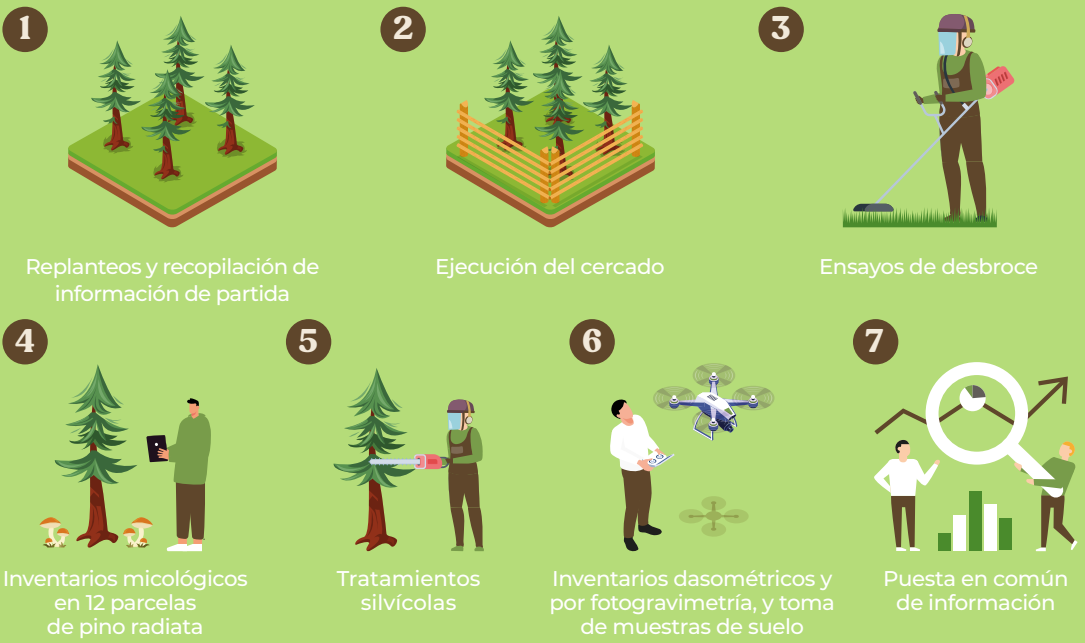 1
Replanteos y recopilación de
información de partida
2
Ejecución del cercado
3
Ensayos de desbroce
4
Inventarios micológicos
en 12 parcelas
de pino radiata
5
Tratamientos
silvícolas
6
Inventarios dasométricos y
por fotogravimetría, y toma
de muestras de suelo
7
Puesta en común
de información